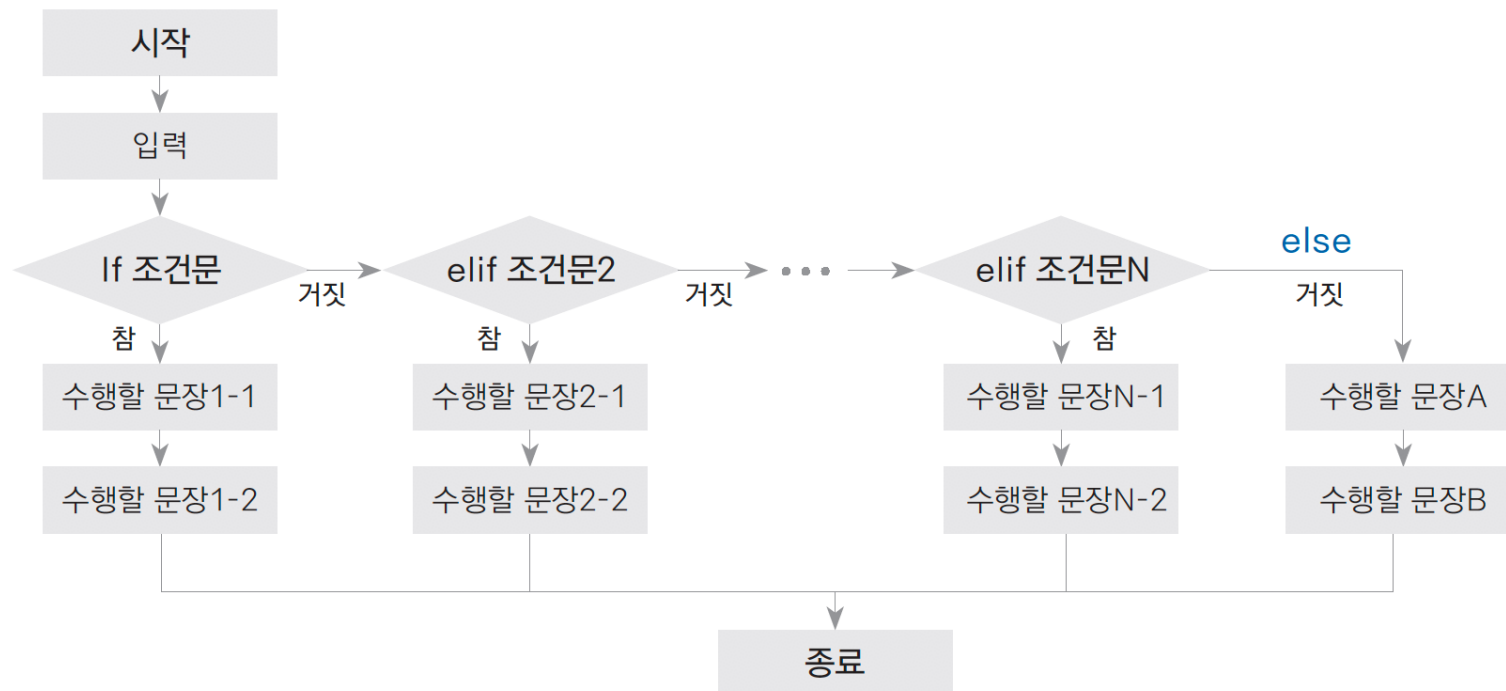 시작
입력
If 조건문
거짓
elif 조건문2
거짓
elif 조건문N
else
거짓
참
참
참
수행할 문장1-1
수행할 문장2-1
수행할 문장N-1
수행할 문장A
수행할 문장1-2
수행할 문장2-2
수행할 문장N-2
수행할 문장B
종료